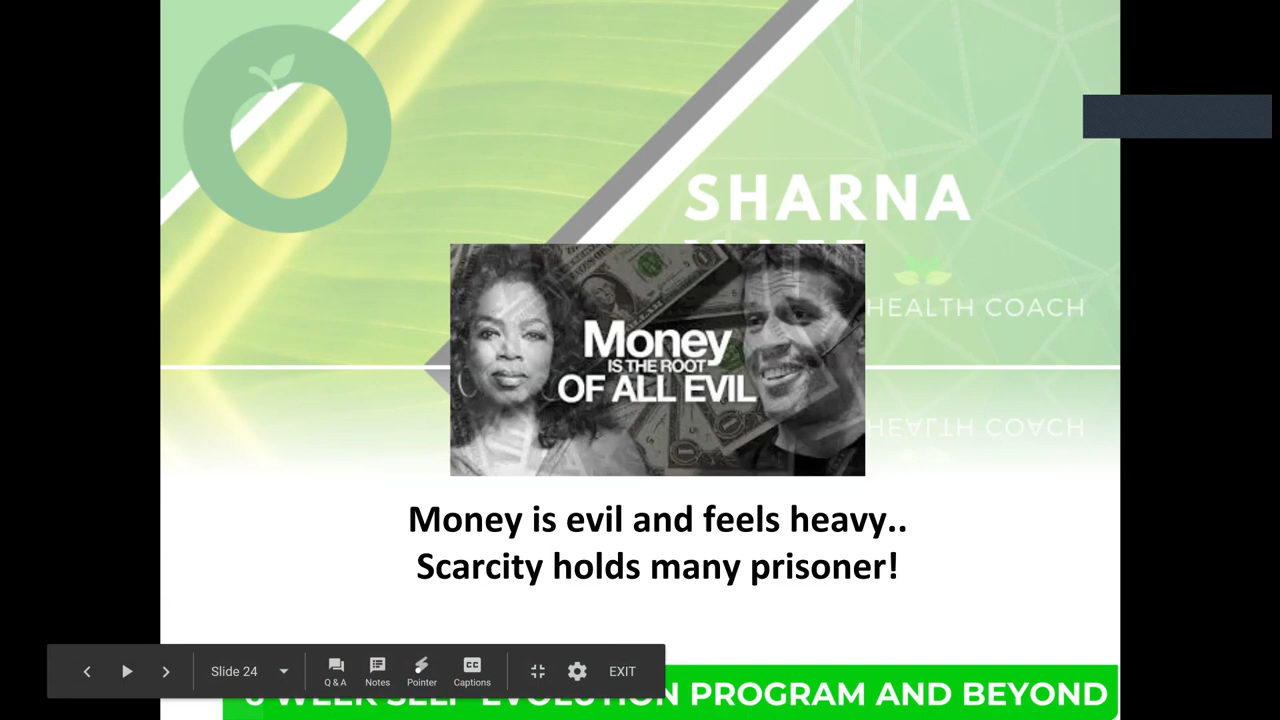 SHARNA
HEALTH COACH
Money
IS THE ROOT
OF ALL EVIL
HEALTH COACH
Money is evil and feels heavy..
Scarcity holds many prisoner!
Slide 24
Q & A
Notes
Pointer
CC
Captions
EXIT
PROGRAM AND BEYOND